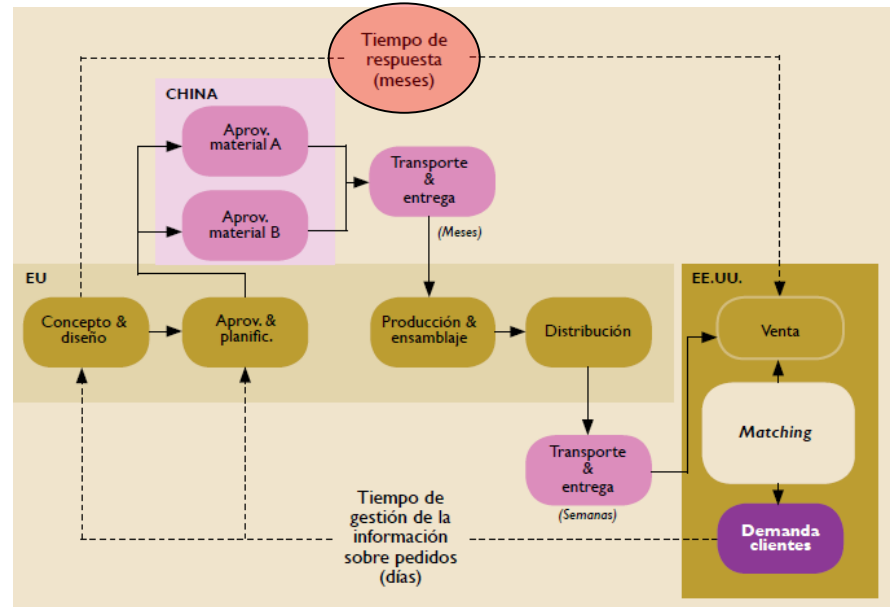 Tiempo de
respuesta
(meses)
CHINA
Aprov.
material A
Aprov.
material B
Transporte
&
entrega
(Meses)
EU
Concepto &
diseño
Aprov. &
planific.
Producción &
ensamblaje
Distribución
EE.UU.
Venta
Matching
Demanda
clientes
Transporte
&
entrega
(Semanas)
Tiempo de
gestión de la
información
sobre pedidos
(días)